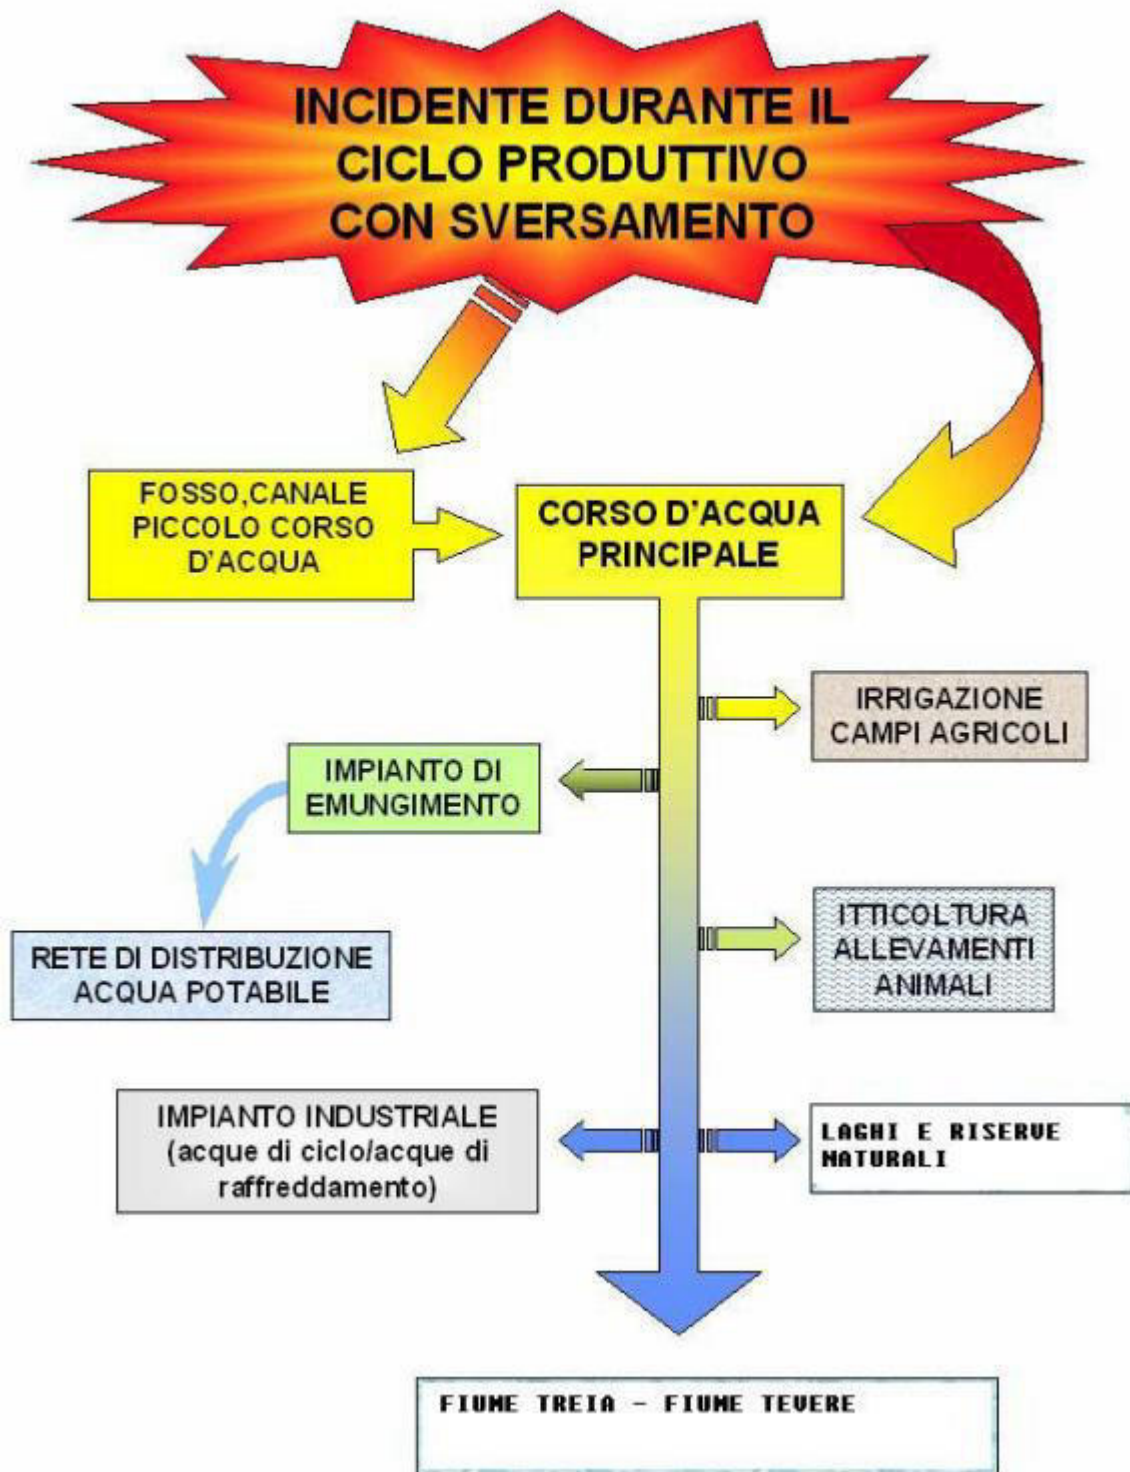 INCIDENTE DURANTE IL
CICLO PRODUTTIVO
CON SVERSAMENTO
FOSSO,CANALE
PICCOLO CORSO
D'ACQUA
CORSO D'ACQUA
PRINCIPALE
IRRIGAZIONE
CAMPI AGRICOLI
IMPIANTO DI
EMUNGIMENTO
ITTICOLTURA
ALLEVAMENTI
ANIMALI
RETE DI DISTRIBUZIONE
ACQUA POTABILE
IMPIANTO INDUSTRIALE
(acque di ciclo/acque di
raffreddamento)
LAGHI E RISERVE
NATURALI
FIUME TREIA - FIUME TEVERE